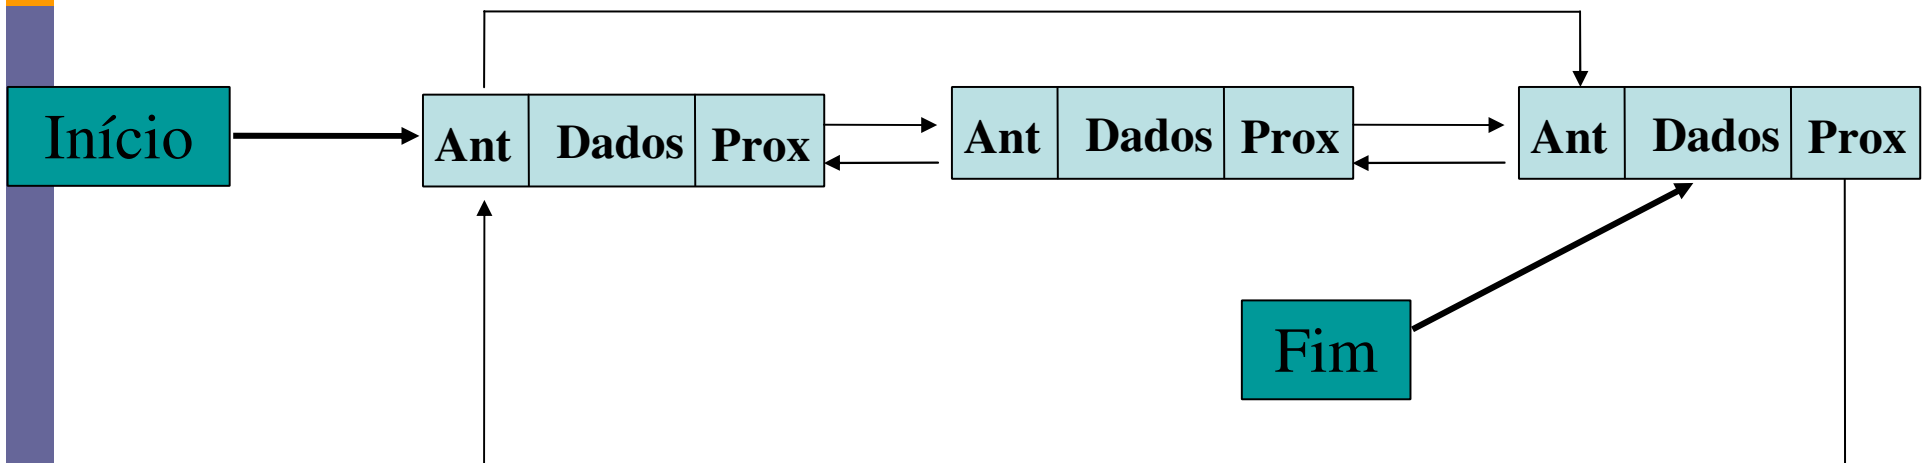 Início
Ant Dados Prox
Ant Dados Prox
Ant Dados Prox
Fim